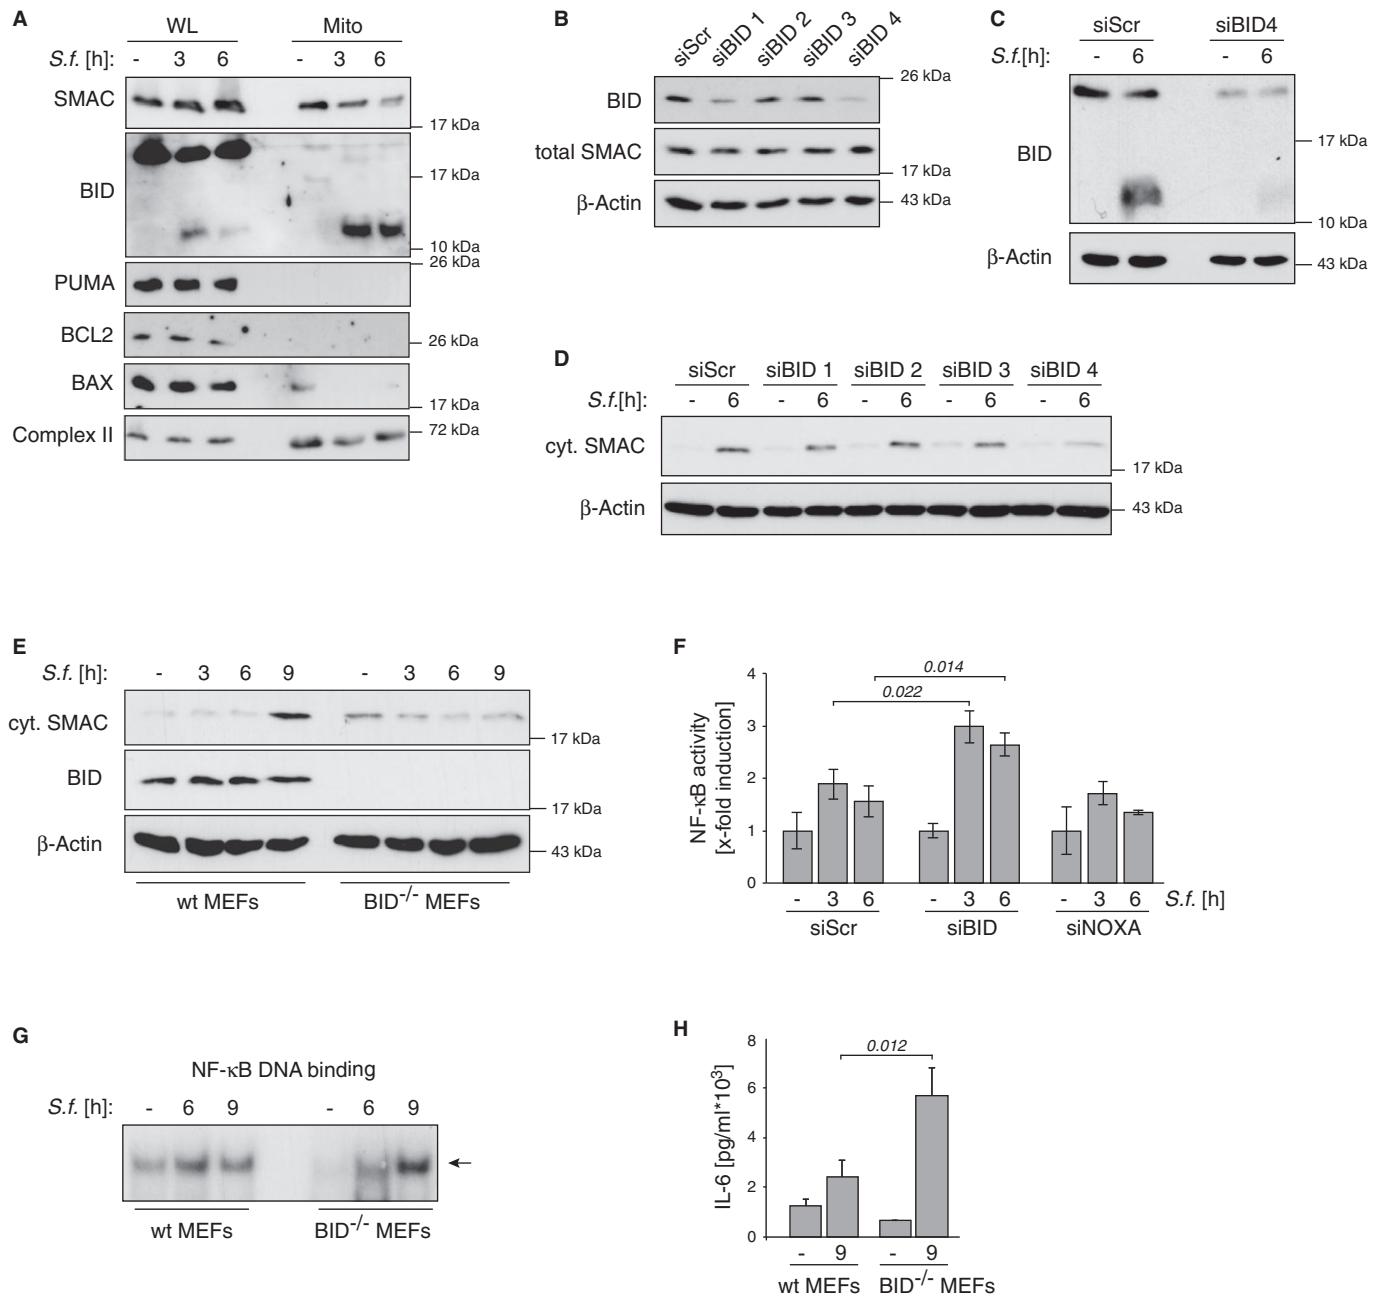 A
WL Mito
S.f. [h]: - 3 6 - 3 6
SMAC
17 kDa
BID
17 kDa
10 kDa
26 kDa
PUMA
BCL2
26 kDa
BAX
17 kDa
Complex II
72 kDa
B
siScr siBID 1 siBID 2 siBID 3 siBID 4
26 kDa
BID
total SMAC
17 kDa
β-Actin
43 kDa
C
siScr siBID4
S.f.[h]: - 6 - 6
17 kDa
BID
10 kDa
β-Actin
43 kDa
D
siScr siBID 1 siBID 2 siBID 3 siBID 4
S.f.[h]: - 6 - 6 - 6 - 6 - 6
cyt. SMAC
17 kDa
β-Actin
43 kDa
E
S.f. [h]: - 3 6 9 - 3 6 9
cyt. SMAC
17 kDa
BID
17 kDa
β-Actin
43 kDa
wt MEFs BID-/- MEFs
F
NF-κB activity
[x-fold induction]
4
3
2
1
0
0.014
0.022
- 3 6 - 3 6 - 3 6 S.f. [h]
siScr siBID siNOXA
G
NF-κB DNA binding
S.f. [h]: - 6 9 - 6 9
wt MEFs BID-/- MEFs
H
IL-6 [pg/ml*10³]
8
6
4
2
0
0.012
- 9 - 9
wt MEFs BID-/- MEFs